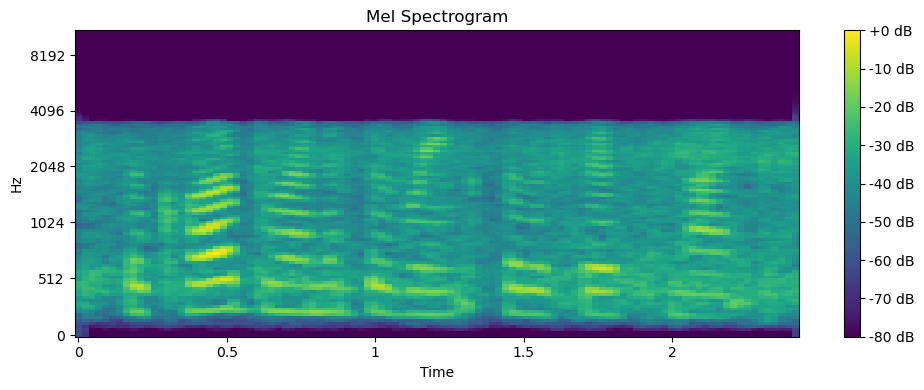 Mel Spectrogram
+0 dB
8192
-10 dB
4096
-20 dB
-30 dB
2048
Hz
-40 dB
1024
-50 dB
512
-60 dB
-70 dB
0
-80 dB
0 0.5 1 1.5 2
Time